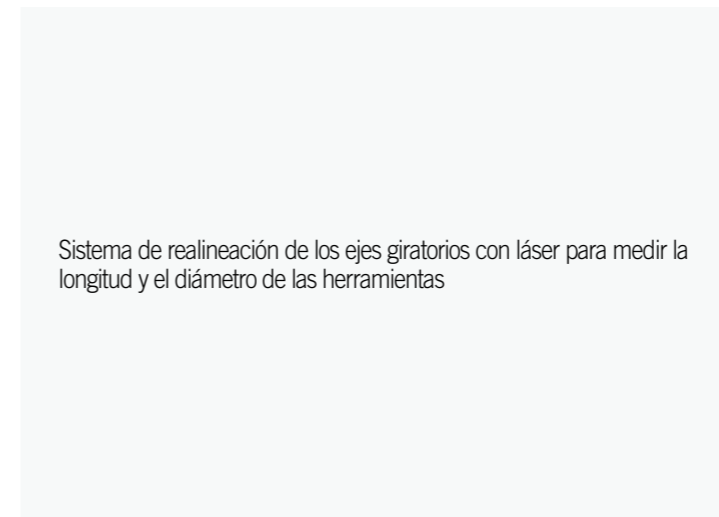 Sistema de realineación de los ejes giratorios con láser para medir la
longitud y el diámetro de las herramientas